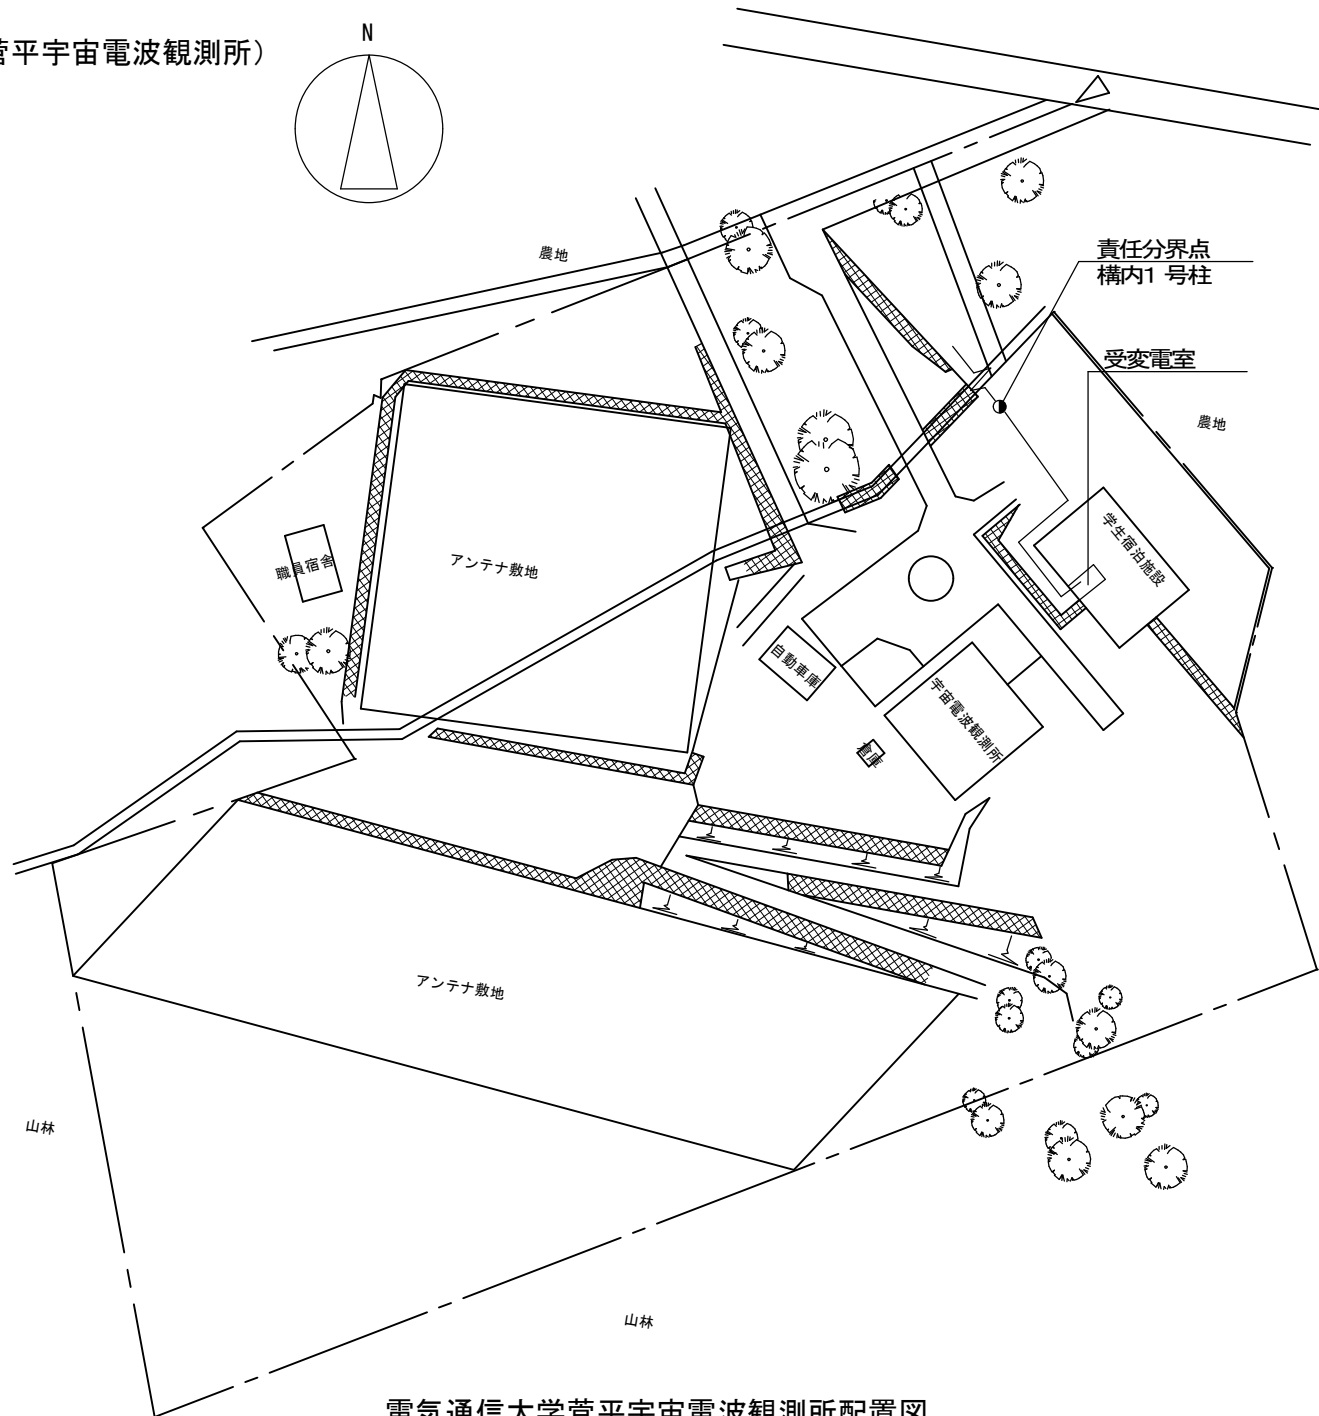 菅平宇宙電波観測所）
N
農地
責任分界点
構内1 号柱
受変電室
農地
学生宿泊施設
アンテナ敷地
職員宿舎
自動車庫
宇宙電波観測所
倉庫
アンテナ敷地
山林
山林
電気通信大学菅平宇宙電波観測所配置図